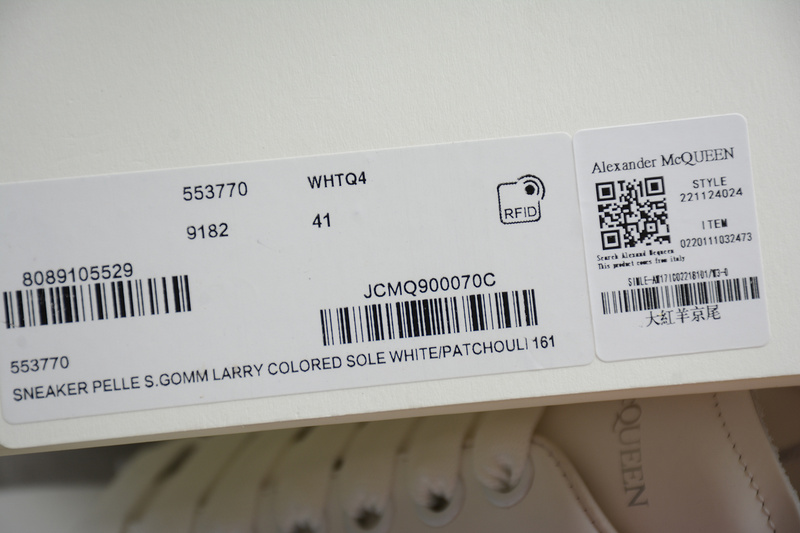 553770
WHTQ4
9182
41
RFID
8089105529
JCMQ900070C
553770
SNEAKER PELLE S.GOMM LARRY COLORED SOLE WHITE/PATCHOULI 161
Alexander McQUEEN
STYLE
221124024
ITEM
0220111032473
Search Alexand Mcqueen
This product comes from italy
大紅羊京尾
QUEEN